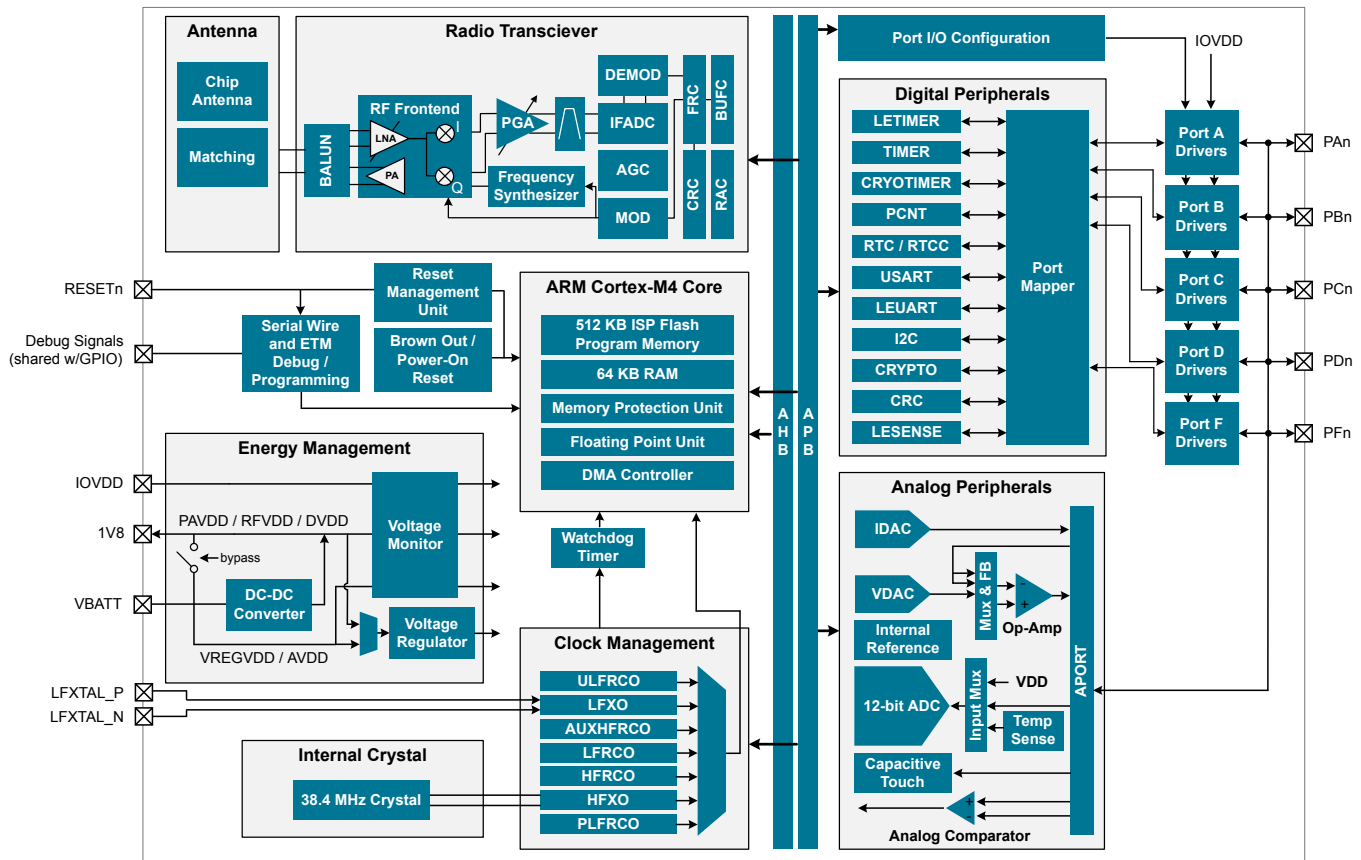 Antenna
Chip
Antenna
Matching
Radio Transciever
BALUN
RF Frontend
LNA
PA
I
Q
PGA
Frequency
Synthesizer
DEMOD
IFADC
AGC
MOD
FRC
BUFC
CRC
RAC
RESETn
Debug Signals
(shared w/GPIO)
Reset
Management
Unit
Serial Wire
and ETM
Debug /
Programming
Brown Out /
Power-On
Reset
ARM Cortex-M4 Core
512 KB ISP Flash
Program Memory
64 KB RAM
Memory Protection Unit
Floating Point Unit
DMA Controller
Energy Management
IOVDD
1V8
VBATT
PAVDD / RFVDD / DVDD
bypass
DC-DC
Converter
VREGVDD / AVDD
Voltage
Monitor
Voltage
Regulator
Watchdog
Timer
LFXTAL_P
LFXTAL_N
Internal Crystal
38.4 MHz Crystal
Clock Management
ULFRCO
LFXO
AUXHFRCO
LFRCO
HFRCO
HFXO
PLFRCO
AHB
APB
Port I/O Configuration
IOVDD
Digital Peripherals
LETIMER
TIMER
CRYOTIMER
PCNT
RTC / RTCC
USART
LEUART
I2C
CRYPTO
CRC
LESENSE
Port
Mapper
Port A
Drivers
Port B
Drivers
Port C
Drivers
Port D
Drivers
Port F
Drivers
PAn
PBn
PCn
PDn
PFn
Analog Peripherals
IDAC
VDAC
Mux & FB
-
+
Op-Amp
Internal
Reference
12-bit ADC
Input Mux
VDD
Temp
Sense
Capacitive
Touch
+
-
Analog Comparator
APORT